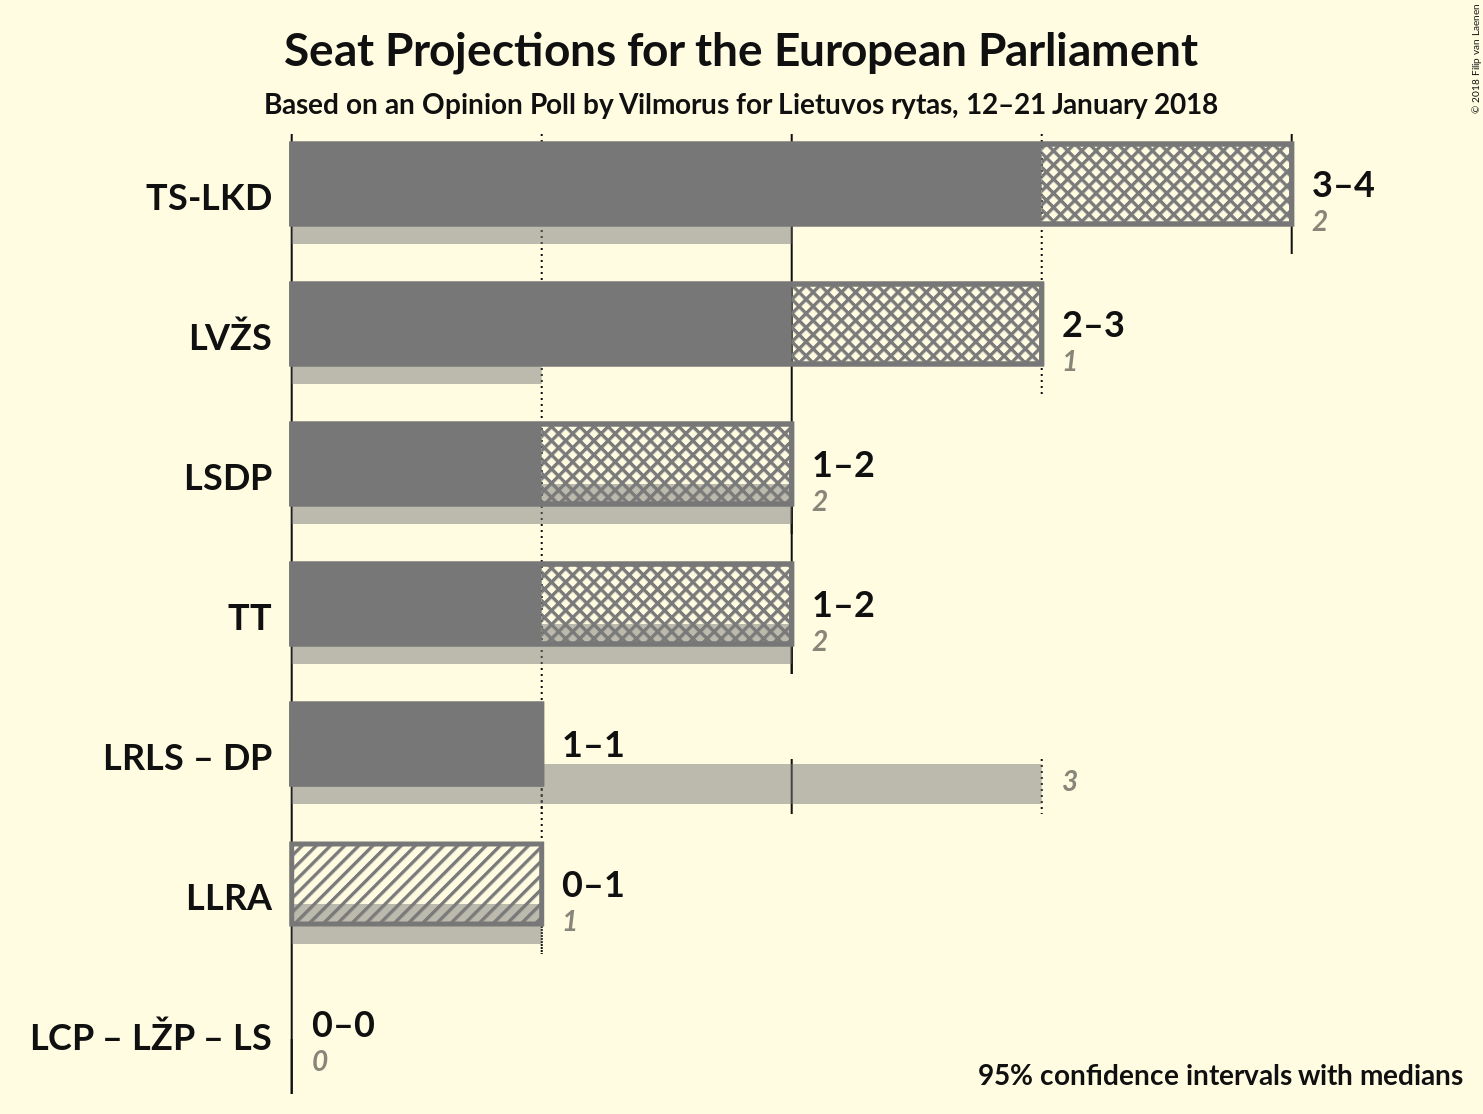 Seat Projections for the European Parliament
Based on an Opinion Poll by Vilmorus for Lietuvos rytas, 12–21 January 2018
© 2018 Filip van Laenen
TS-LKD
3–4
2
LVŽS
2–3
1
LSDP
1–2
2
TT
1–2
2
LRLS – DP
1–1
3
LLRA
0–1
1
LCP – LŽP – LS
0–0
0
95% confidence intervals with medians